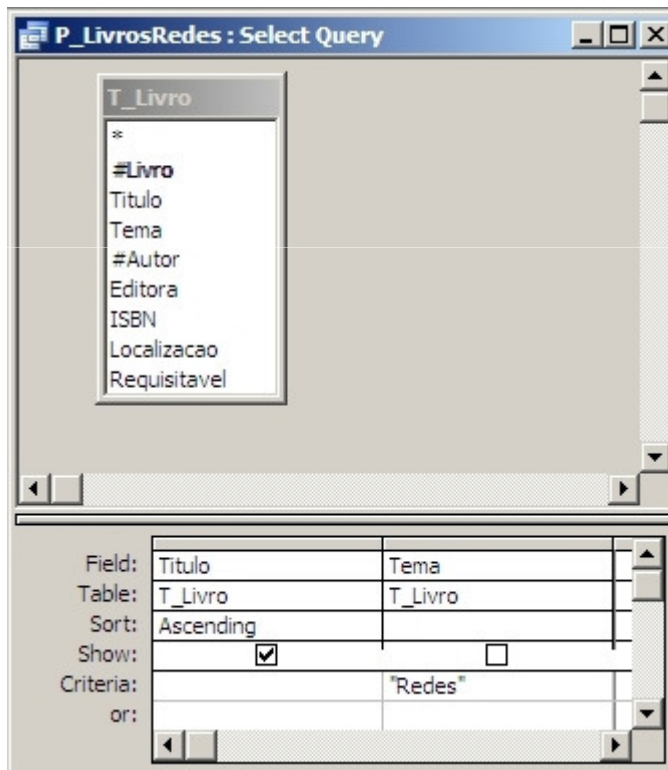 P_LivrosRedes : Select Query
T_Livro
*
#Livro
Titulo
Tema
#Autor
Editora
ISBN
Localizacao
Requisitavel
Field: Titulo Tema
Table: T_Livro T_Livro
Sort: Ascending
Show:
Criteria: "Redes"
or: